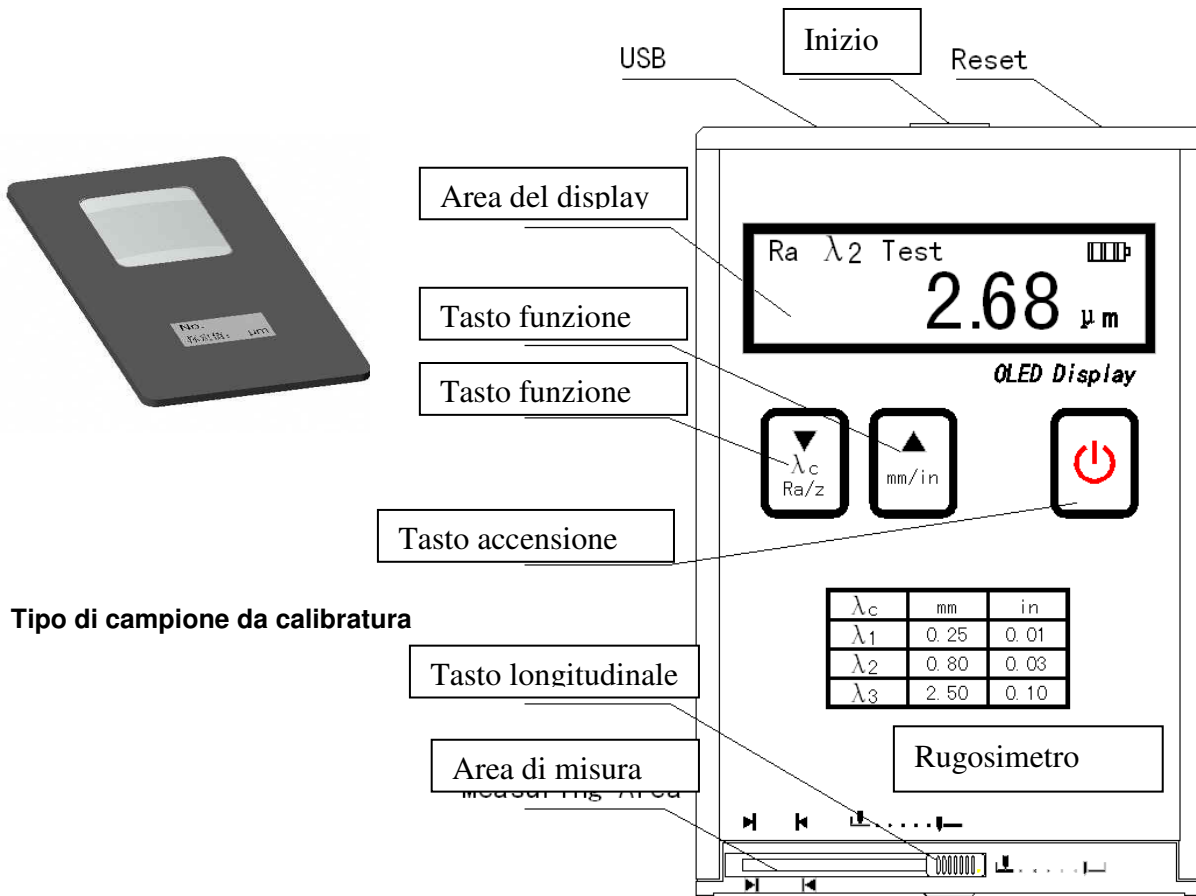 USB
Inizio
Reset
Area del display
Ra λ2 Test
2.68 μm
Tasto funzione
OLED Display
Tasto funzione
λc
Ra/z
mm/in
No.
μm
Tasto accensione
Tipo di campione da calibratura
λc mm in
λ1 0.25 0.01
λ2 0.80 0.03
λ3 2.50 0.10
Tasto longitudinale
Rugosimetro
Area di misura
Measuring Area